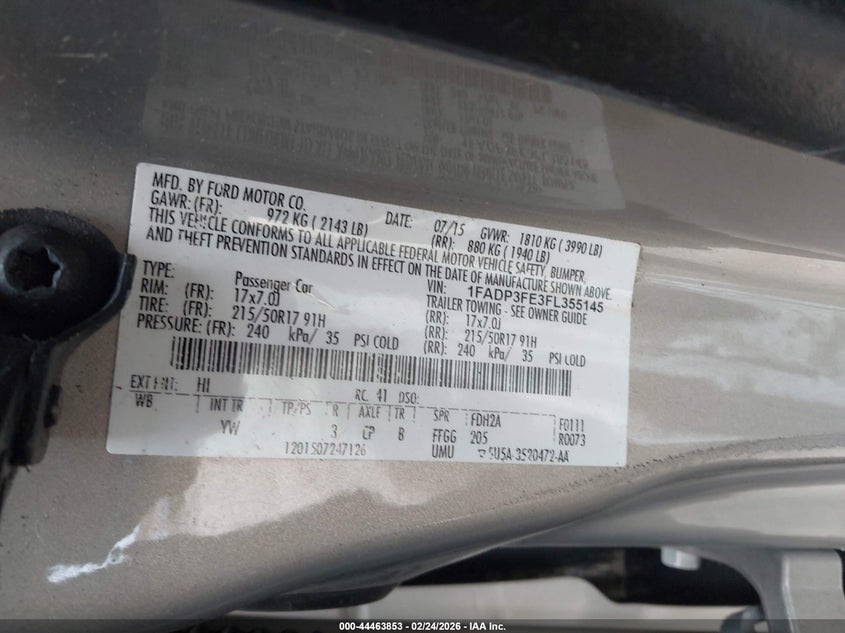 MFD. BY FORD MOTOR CO.
GAWR: (FR): 972 KG ( 2143 LB) DATE: 07/15 GVWR: 1810 KG ( 3990 LB)
(RR): 880 KG ( 1940 LB)
THIS VEHICLE CONFORMS TO ALL APPLICABLE FEDERAL MOTOR VEHICLE SAFETY, BUMPER,
AND THEFT PREVENTION STANDARDS IN EFFECT ON THE DATE OF MANUFACTURE SHOWN ABOVE.
VIN: 1FADP3FE3FL355145
TYPE: Passenger Car TRAILER TOWING - SEE OWNER GUIDE
RIM: (FR): 17x7.0J (RR): 17x7.0J
TIRE: (FR): 215/50R17 91H (RR): 215/50R17 91H
PRESSURE: (FR): 240 kPa/ 35 PSI COLD (RR): 240 kPa/ 35 PSI COLD
EXT PNT: RC: 41 DSO:
WB INT TR TP/PS R AXLE TR SPR FDH2A F0111
YW 3 B FFGG 205 R0073
1201507247126 UMU
000-44463853 - 02/24/2026 - IAA Inc.